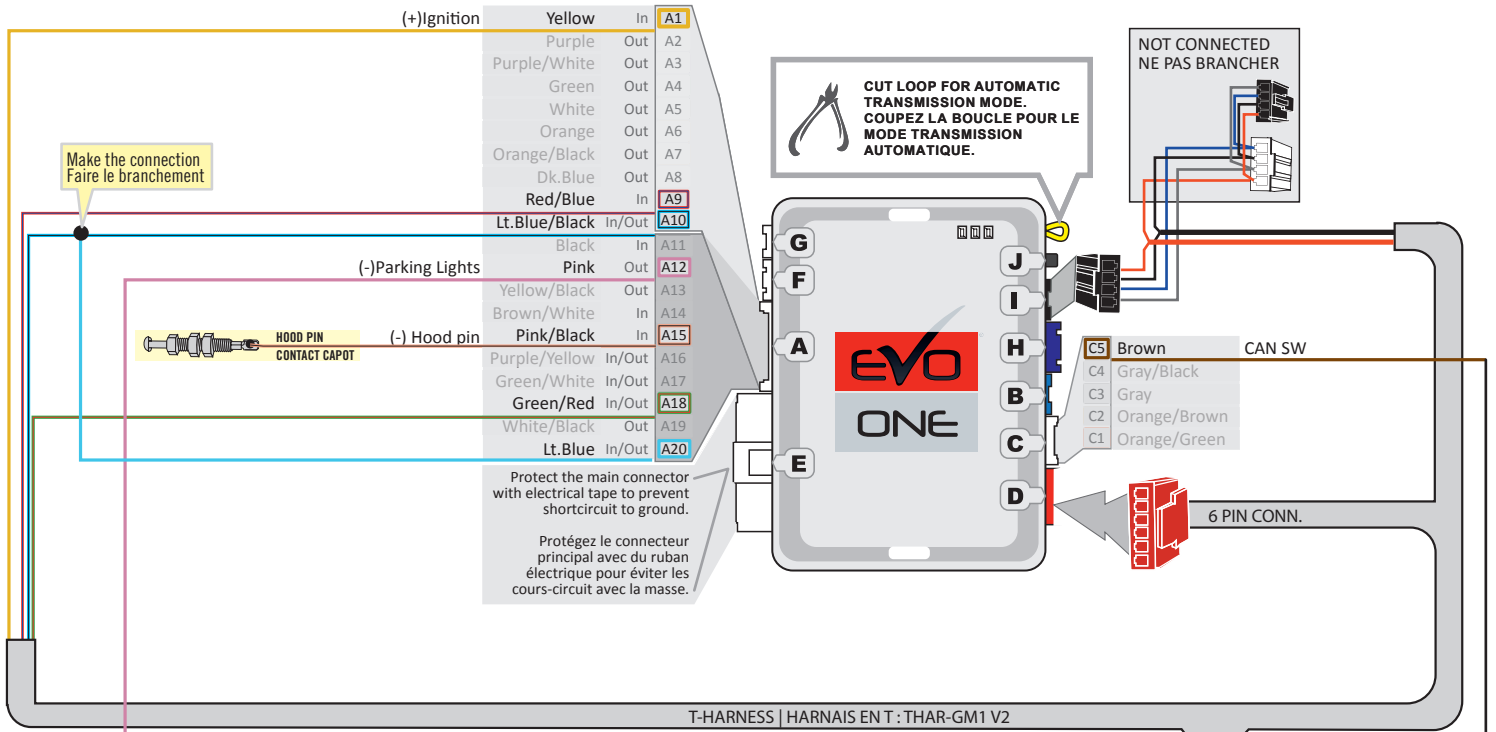 (+)Ignition Yellow In A1
Purple Out A2
Purple/White Out A3
Green Out A4
White Out A5
Orange Out A6
Orange/Black Out A7
Dk.Blue Out A8
Red/Blue In A9
Lt.Blue/Black In/Out A10
Black In A11
(-)Parking Lights Pink Out A12
Yellow/Black Out A13
Brown/White In A14
(-) Hood pin Pink/Black In A15
Purple/Yellow In/Out A16
Green/White In/Out A17
Green/Red In/Out A18
White/Black Out A19
Lt.Blue In/Out A20
Make the connection
Faire le branchement
HOOD PIN
CONTACT CAPOT
Protect the main connector
with electrical tape to prevent
shortcircuit to ground.
Protégez le connecteur
principal avec du ruban
électrique pour éviter les
cours-circuit avec la masse.
CUT LOOP FOR AUTOMATIC
TRANSMISSION MODE.
COUPEZ LA BOUCLE POUR LE
MODE TRANSMISSION
AUTOMATIQUE.
NOT CONNECTED
NE PAS BRANCHER
G
F
A
E
J
I
H
B
C
D
EVO
ONE
C5 Brown CAN SW
C4 Gray/Black
C3 Gray
C2 Orange/Brown
C1 Orange/Green
6 PIN CONN.
T-HARNESS | HARNAIS EN T : THAR-GM1 V2